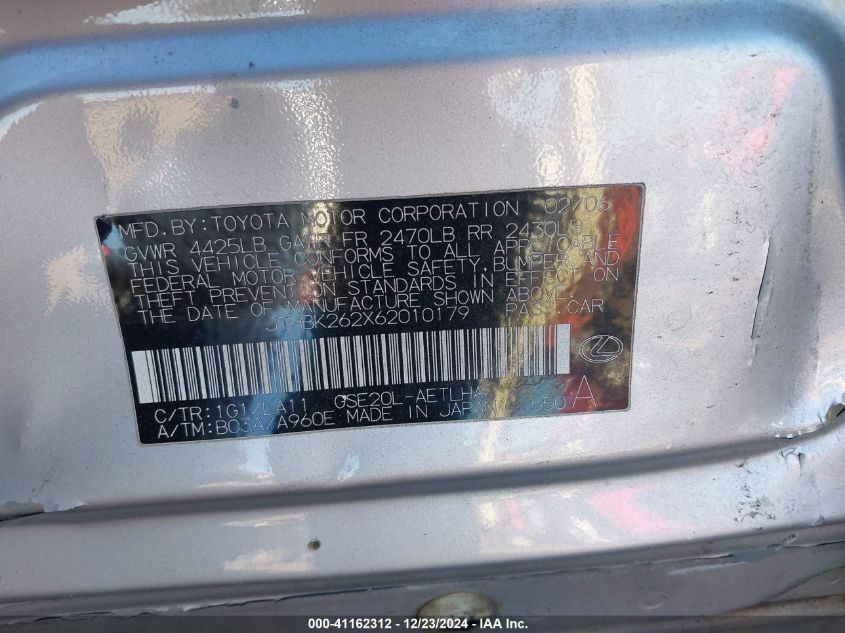 MFD. BY: TOYOTA MOTOR CORPORATION 02/06
GVWR 4425LB GAWR FR 2470LB RR 2430LB
THIS VEHICLE CONFORMS TO ALL APPLICABLE
FEDERAL MOTOR VEHICLE SAFETY, BUMPER AND
THEFT PREVENTION STANDARDS IN EFFECT ON
THE DATE OF MANUFACTURE SHOWN ABOVE.
JTHBK262X62010179 PASS. CAR
C/TR: 1G1/LA11 GSE20L-AETLHA
A/TM: B03A/A960E MADE IN JAPAN 650 A
000-41162312 - 12/23/2024 - IAA Inc.